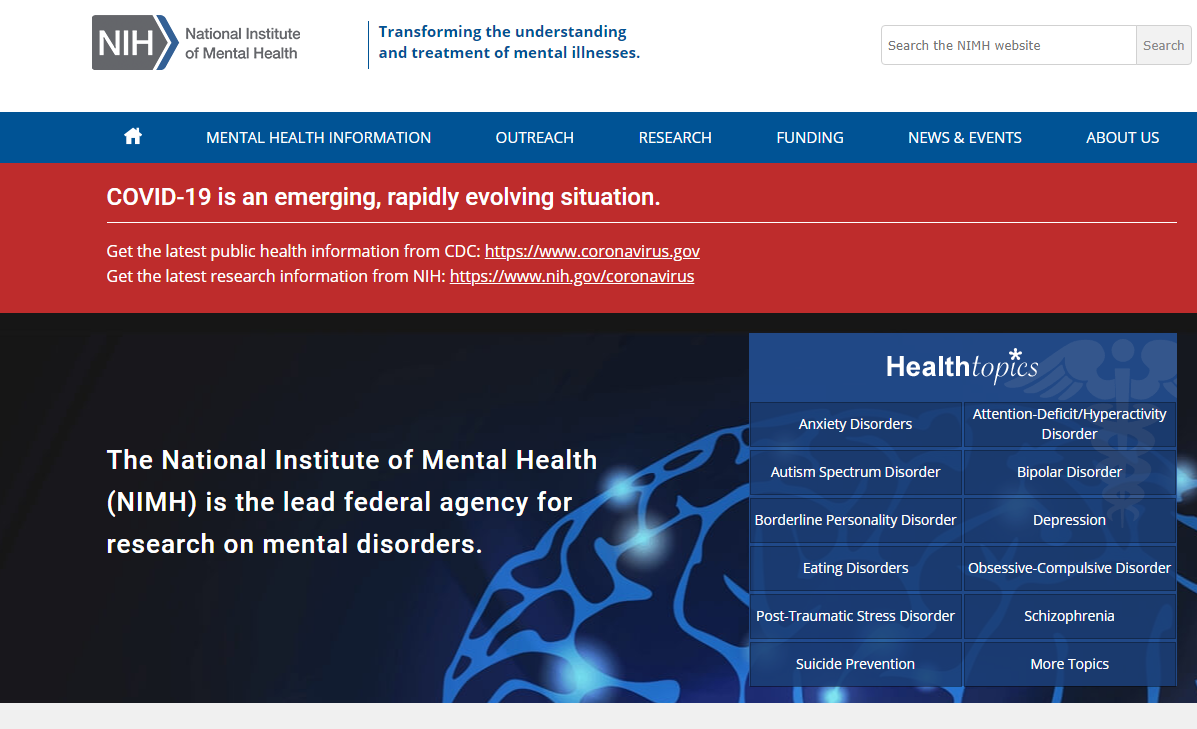 NIH
National Institute
of Mental Health
Transforming the understanding
and treatment of mental illnesses.
Search the NIMH website
Search
MENTAL HEALTH INFORMATION
OUTREACH
RESEARCH
FUNDING
NEWS & EVENTS
ABOUT US
COVID-19 is an emerging, rapidly evolving situation.
Get the latest public health information from CDC: https://www.coronavirus.gov
Get the latest research information from NIH: https://www.nih.gov/coronavirus
The National Institute of Mental Health
(NIMH) is the lead federal agency for
research on mental disorders.
Healthtopics*
Anxiety Disorders
Attention-Deficit/Hyperactivity
Disorder
Autism Spectrum Disorder
Bipolar Disorder
Borderline Personality Disorder
Depression
Eating Disorders
Obsessive-Compulsive Disorder
Post-Traumatic Stress Disorder
Schizophrenia
Suicide Prevention
More Topics